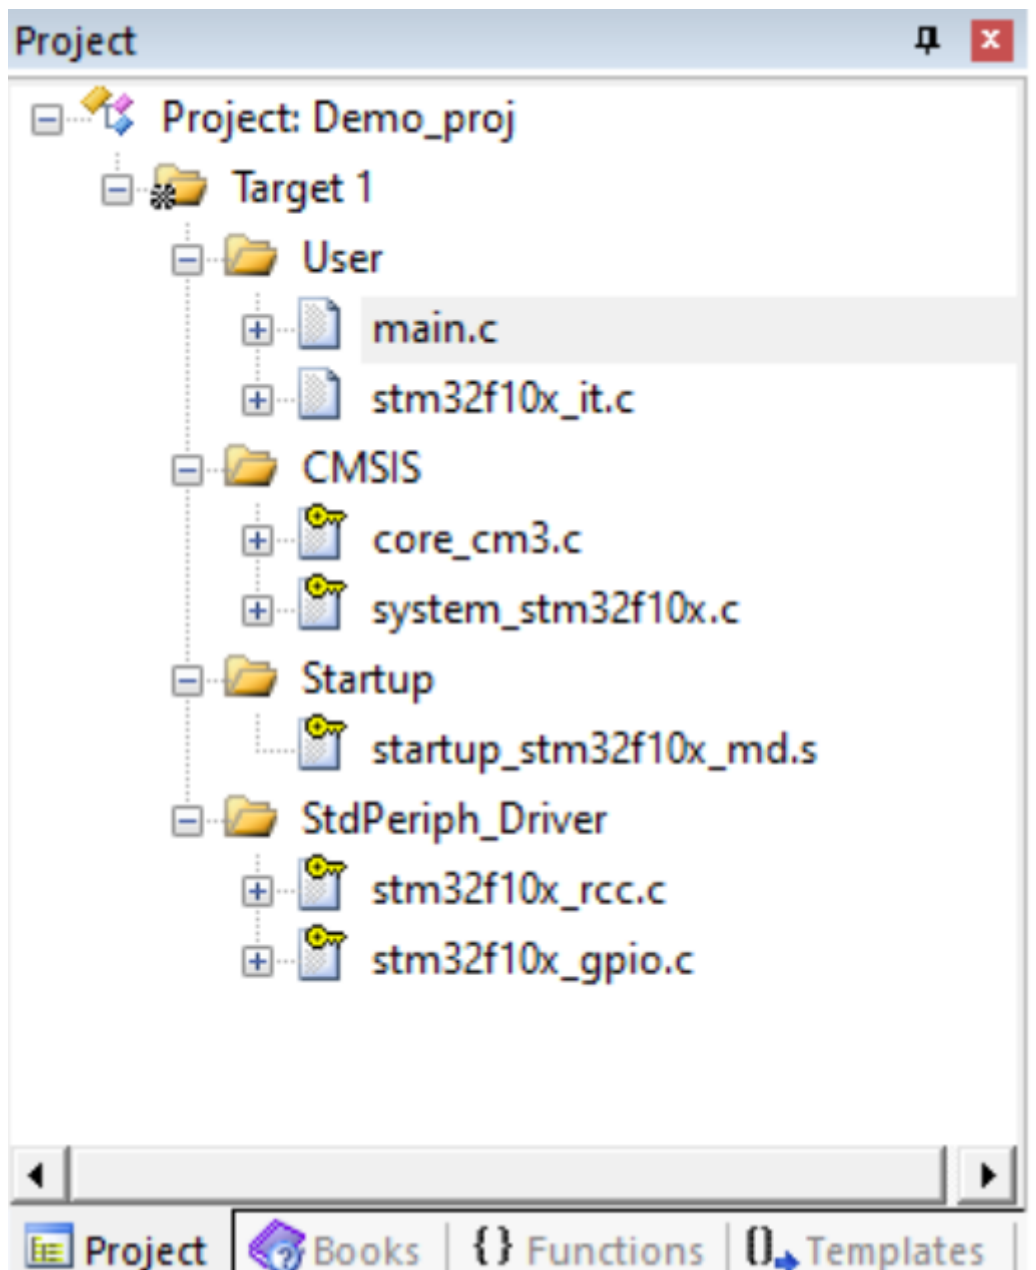 Project
Project: Demo_proj
Target 1
User
main.c
stm32f10x_it.c
CMSIS
core_cm3.c
system_stm32f10x.c
Startup
startup_stm32f10x_md.s
StdPeriph_Driver
stm32f10x_rcc.c
stm32f10x_gpio.c
Project Books {} Functions 0 Templates